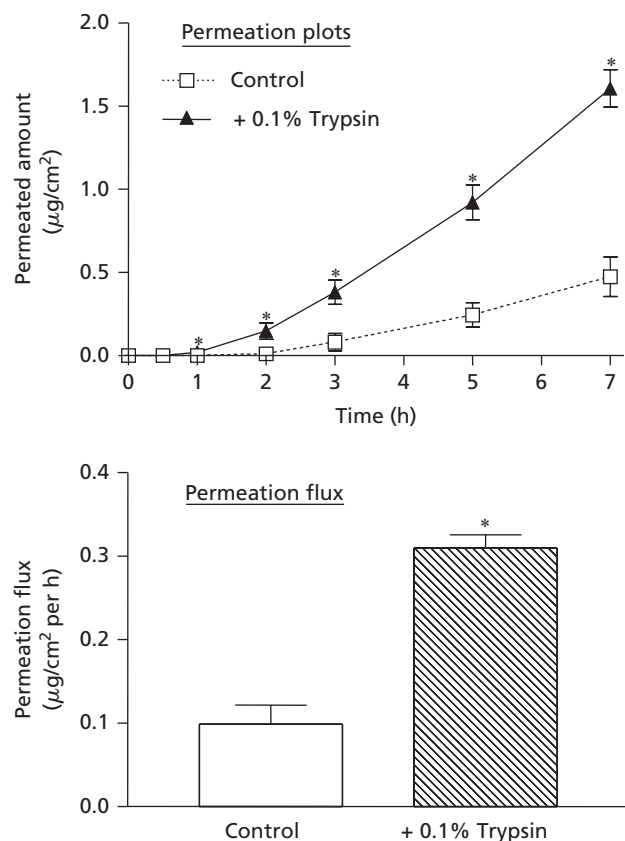 Permeation plots
Control
+ 0.1% Trypsin
Permeated amount
(µg/cm²)
2.0
1.5
1.0
0.5
0.0
*
*
*
*
*
0 1 2 3 4 5 6 7
Time (h)
Permeation flux
Permeation flux
(µg/cm² per h)
0.4
0.3
0.2
0.1
0.0
*
Control + 0.1% Trypsin